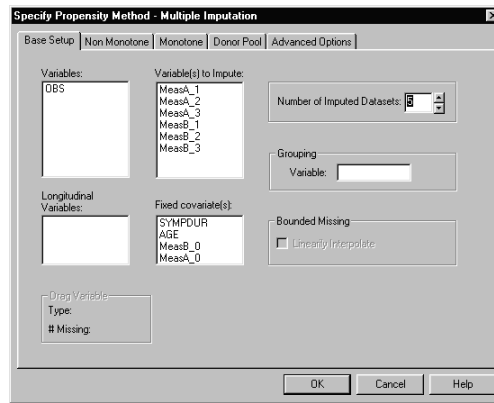 Specify Propensity Method - Multiple Imputation
Base Setup
Non Monotone
Monotone
Donor Pool
Advanced Options
Variables:
OBS
Variable(s) to Impute:
MeasA_1
MeasA_2
MeasA_3
MeasB_1
MeasB_2
MeasB_3
Number of Imputed Datasets: 5
Grouping
Variable:
Longitudinal
Variables:
Fixed covariate(s):
SYMPDUR
AGE
MeasB_0
MeasA_0
Bounded Missing
Linearly Interpolate
Drag Variable
Type:
# Missing:
OK
Cancel
Help